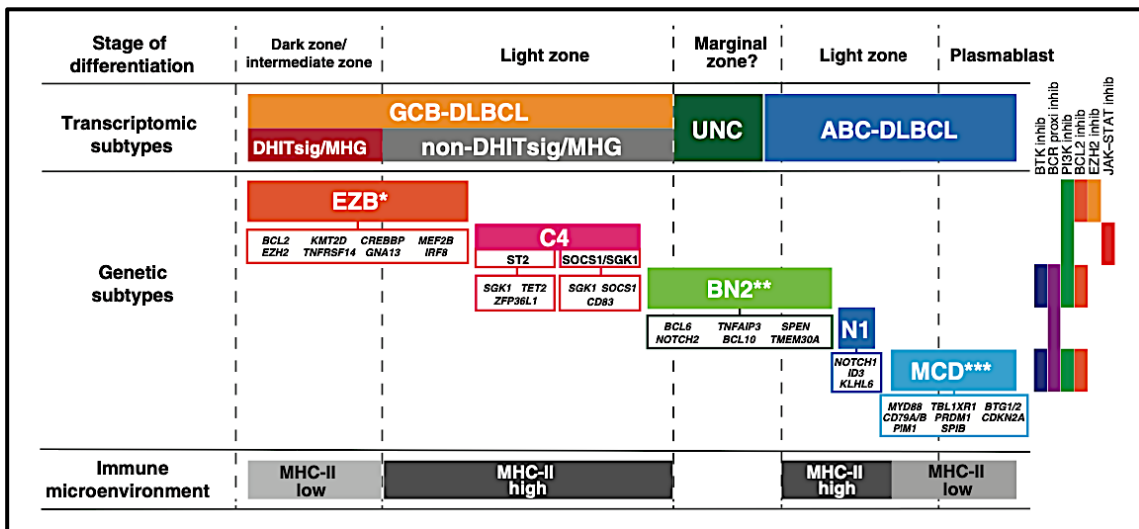 Stage of
differentiation
Dark zone/
intermediate zone
Light zone
Marginal
zone?
Light zone
Plasmablast
Transcriptomic
subtypes
GCB-DLBCL
DHITsig/MHG
non-DHITsig/MHG
UNC
ABC-DLBCL
BTK inhib
BCR proxi inhib
PI3K inhib
BCL2 inhib
EZH2 inhib
JAK-STAT inhib
Genetic
subtypes
EZB*
BCL2 KMT2D CREBBP MEF2B
EZH2 TNFRSF14 GNA13 IRF8
C4
ST2
SOCS1/SGK1
SGK1 TET2
ZFP36L1
SGK1 SOCS1
CD83
BN2**
BCL6 TNFAIP3 SPEN
NOTCH2 BCL10 TMEM30A
N1
NOTCH1
ID3
KLHL6
MCD***
MYD88 TBL1XR1 BTG1/2
CD79A/B PRDM1 CDKN2A
PIM1 SPIB
Immune
microenvironment
MHC-II
low
MHC-II
high
MHC-II
high
MHC-II
low